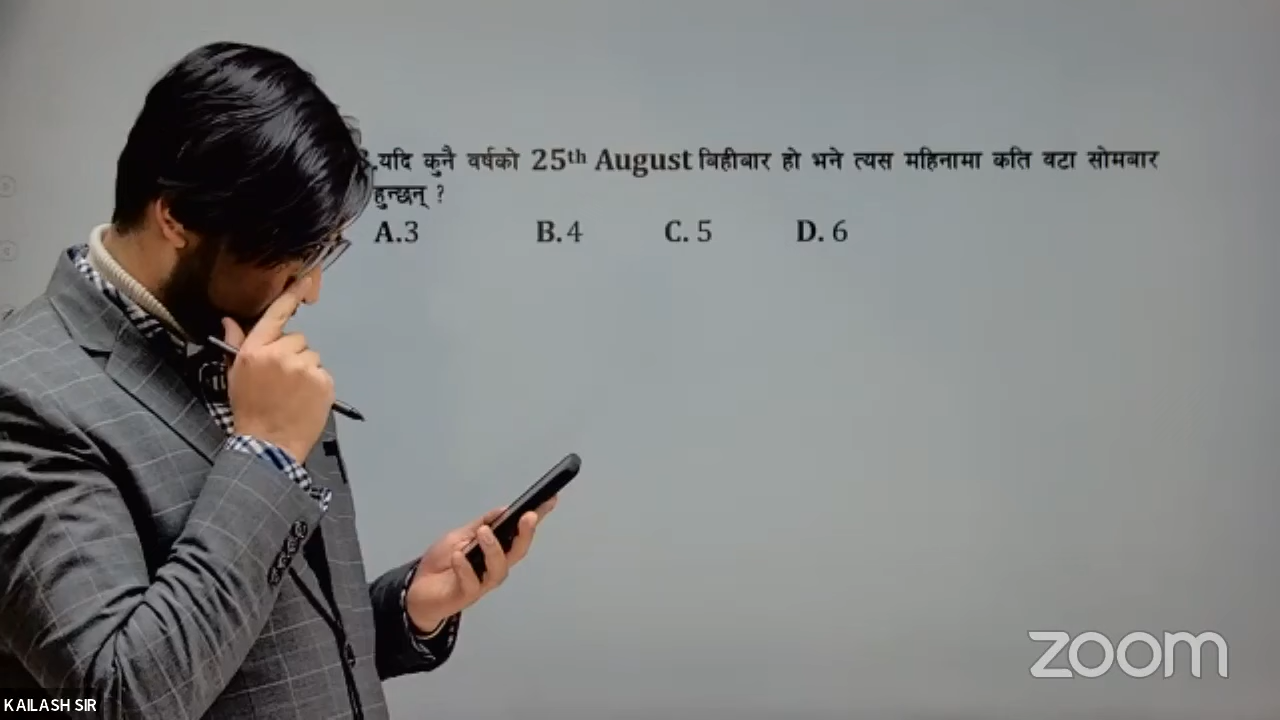 .यदि कुनै वर्षको 25th August बिहीबार हो भने त्यस महिनामा कति वटा सोमबार
हुन्छन् ?
A.3 B.4 C. 5 D. 6
zoom
KAILASH SIR